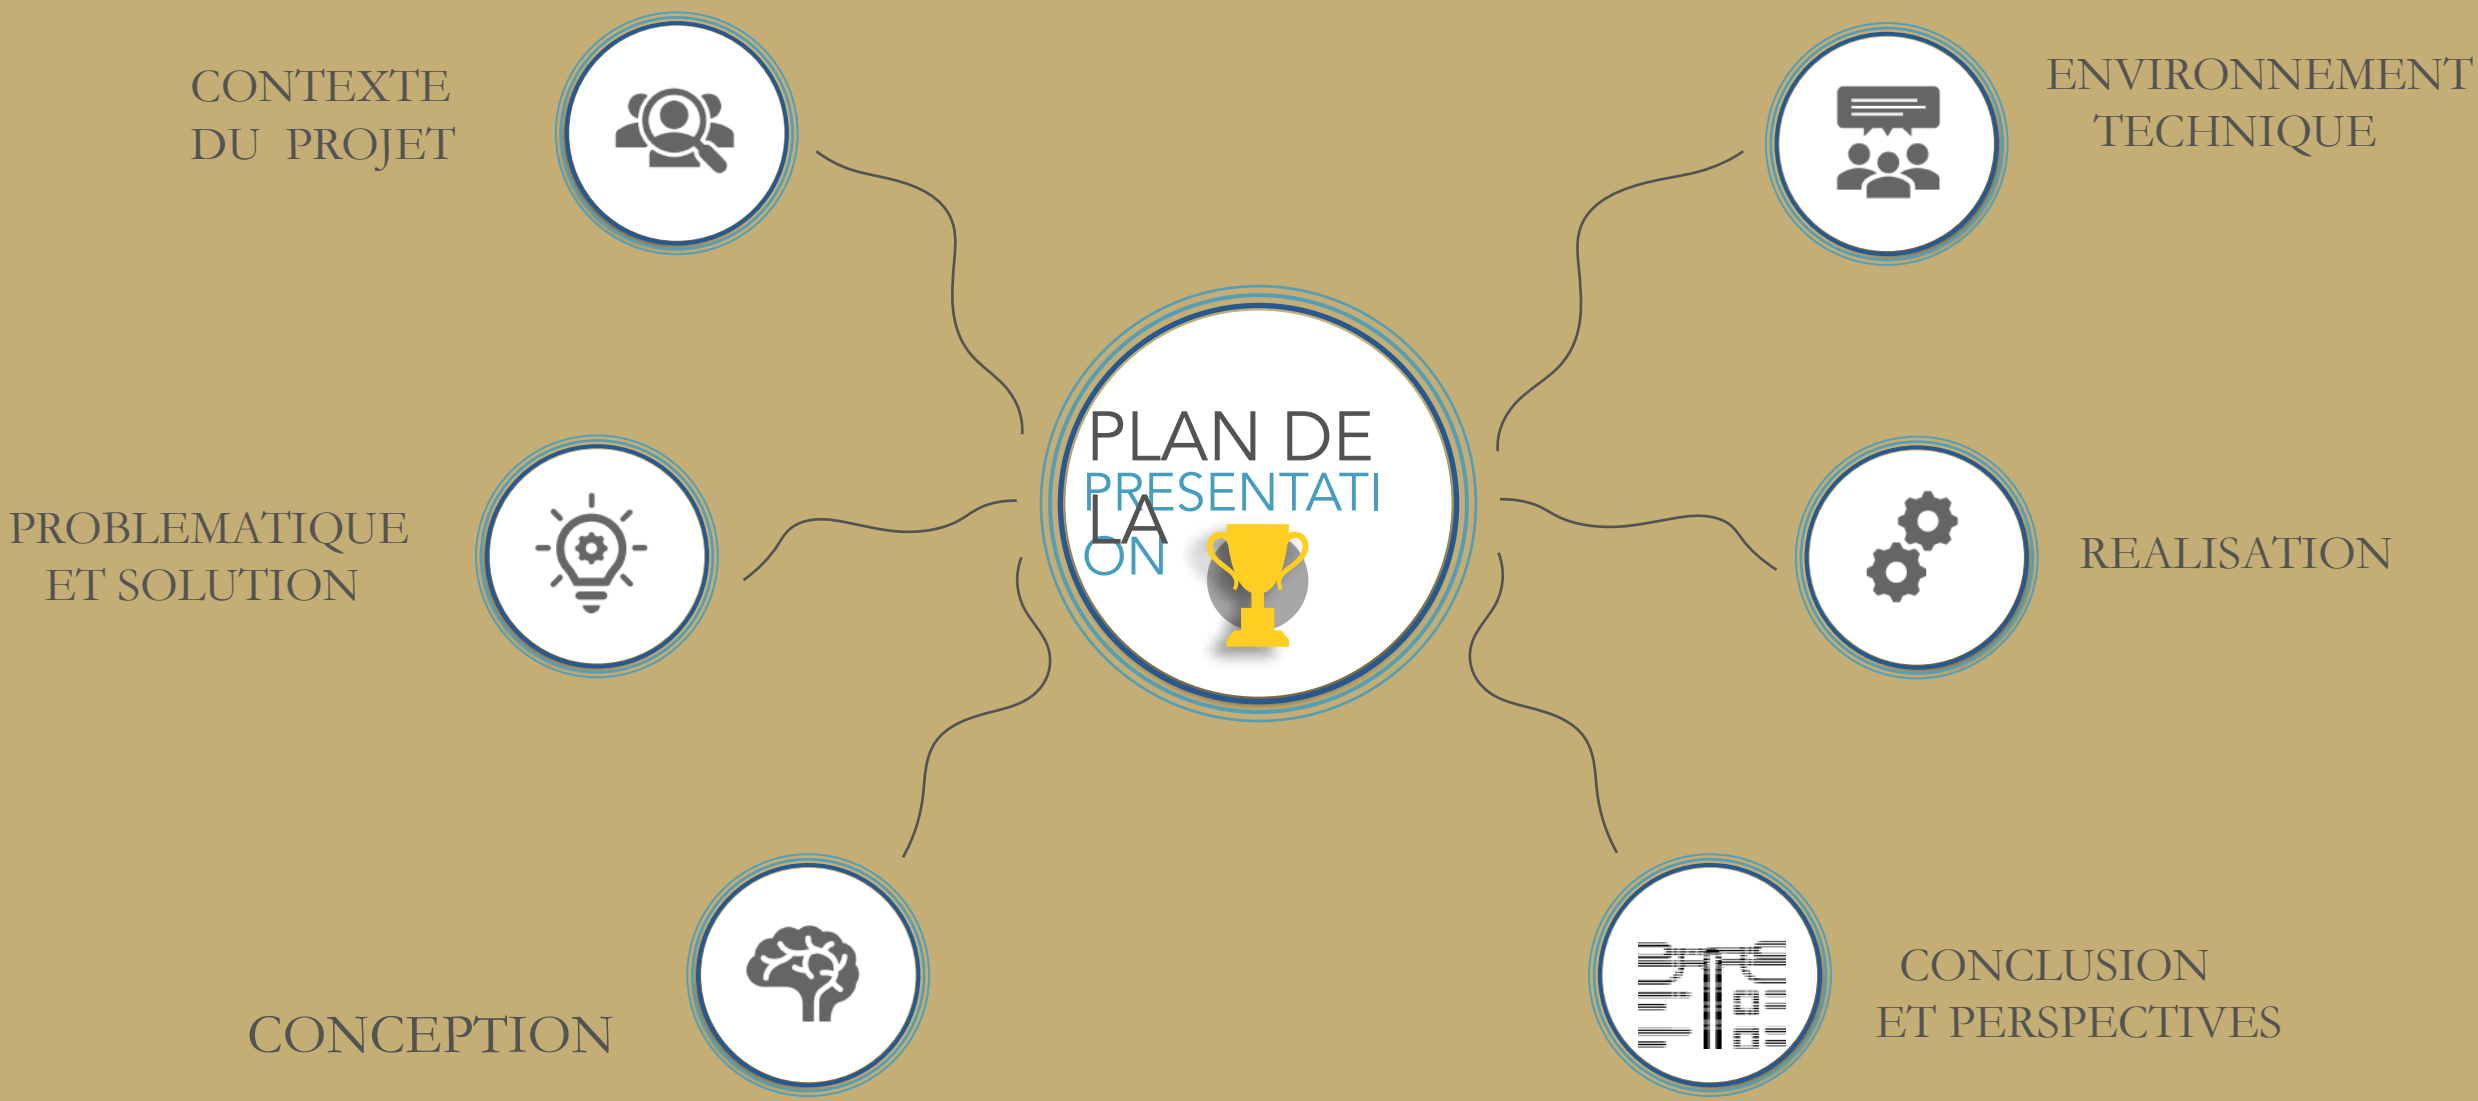 CONTEXTE
DU PROJET
PROBLEMATIQUE
ET SOLUTION
CONCEPTION
PLAN DE
LA
PRESENTATI
ON
ENVIRONNEMENT
TECHNIQUE
REALISATION
CONCLUSION
ET PERSPECTIVES